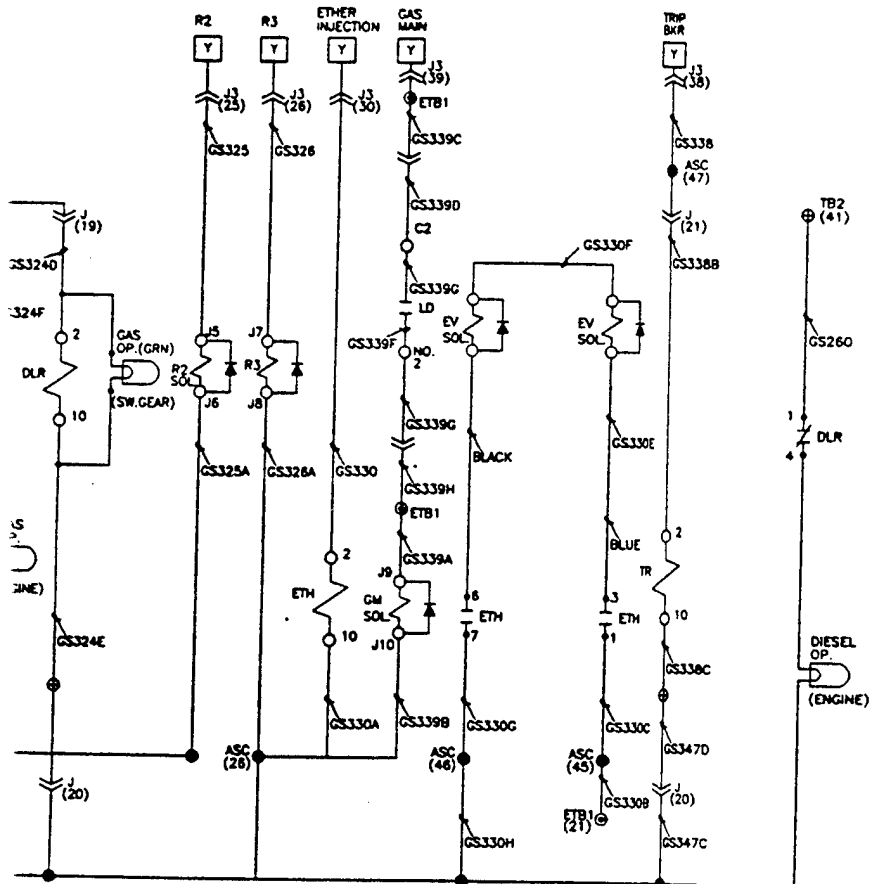 R2
R3
ETHER
INJECTION
GAS
MAIN
TRIP
BKR
Y
Y
Y
Y
Y
J3
(25)
J3
(26)
J3
(30)
J3
(39)
J3
(38)
ETB1
GS325
GS326
GS339C
GS338
ASC
(47)
GS339D
J
(19)
J
(21)
TB2
(41)
C2
GS330F
GS338B
GS324D
GS339G
324F
LD
GS339F
NO.
2
EV
SOL
EV
SOL
GS260
2
GAS
OP.(GRN)
J5
J7
DLR
R2
SOL
R3
10
(SW.GEAR)
J6
J8
GS339G
GS330E
1
DLR
4
BLACK
GS325A
GS326A
GS330
GS339H
ETB1
BLUE
2
GS339A
2
J9
TR
ETH
GM
SOL
6
ETH
7
3
ETH
1
10
INE)
10
J10
GS324E
GS338C
DIESEL
OP.
(ENGINE)
GS330A
GS339B
GS330G
GS330C
GS347D
ASC
(26)
ASC
(46)
ASC
(45)
J
(20)
GS330B
J
(20)
ETB1
(21)
GS330H
GS347C